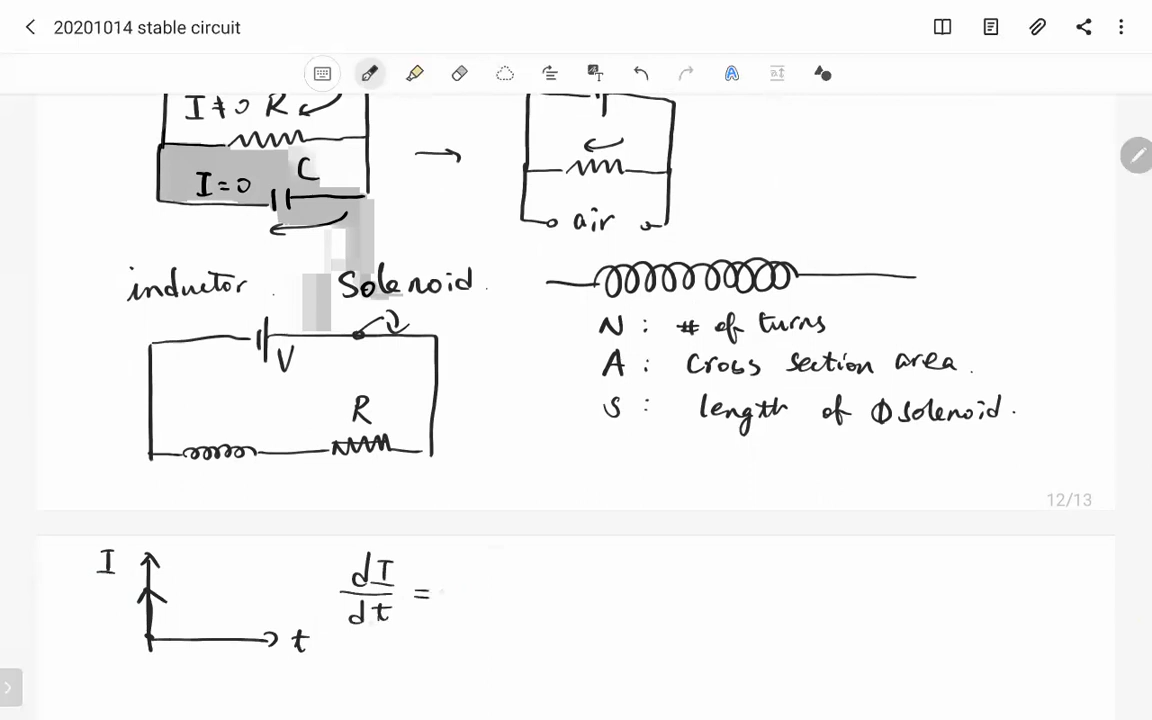 20201014 stable circuit
I ≠ 0 R
C
I = 0
air
inductor . Solenoid .
N : # of turns
A : Cross section area .
S : length of solenoid .
V
R
12/13
I
t
dI
dt =